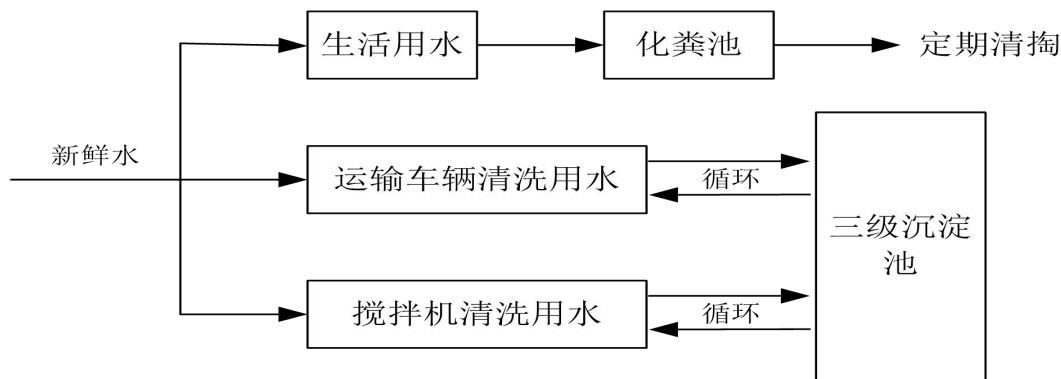 生活用水
化粪池
定期清掏
新鲜水
运输车辆清洗用水
循环
三级沉淀
池
搅拌机清洗用水
循环